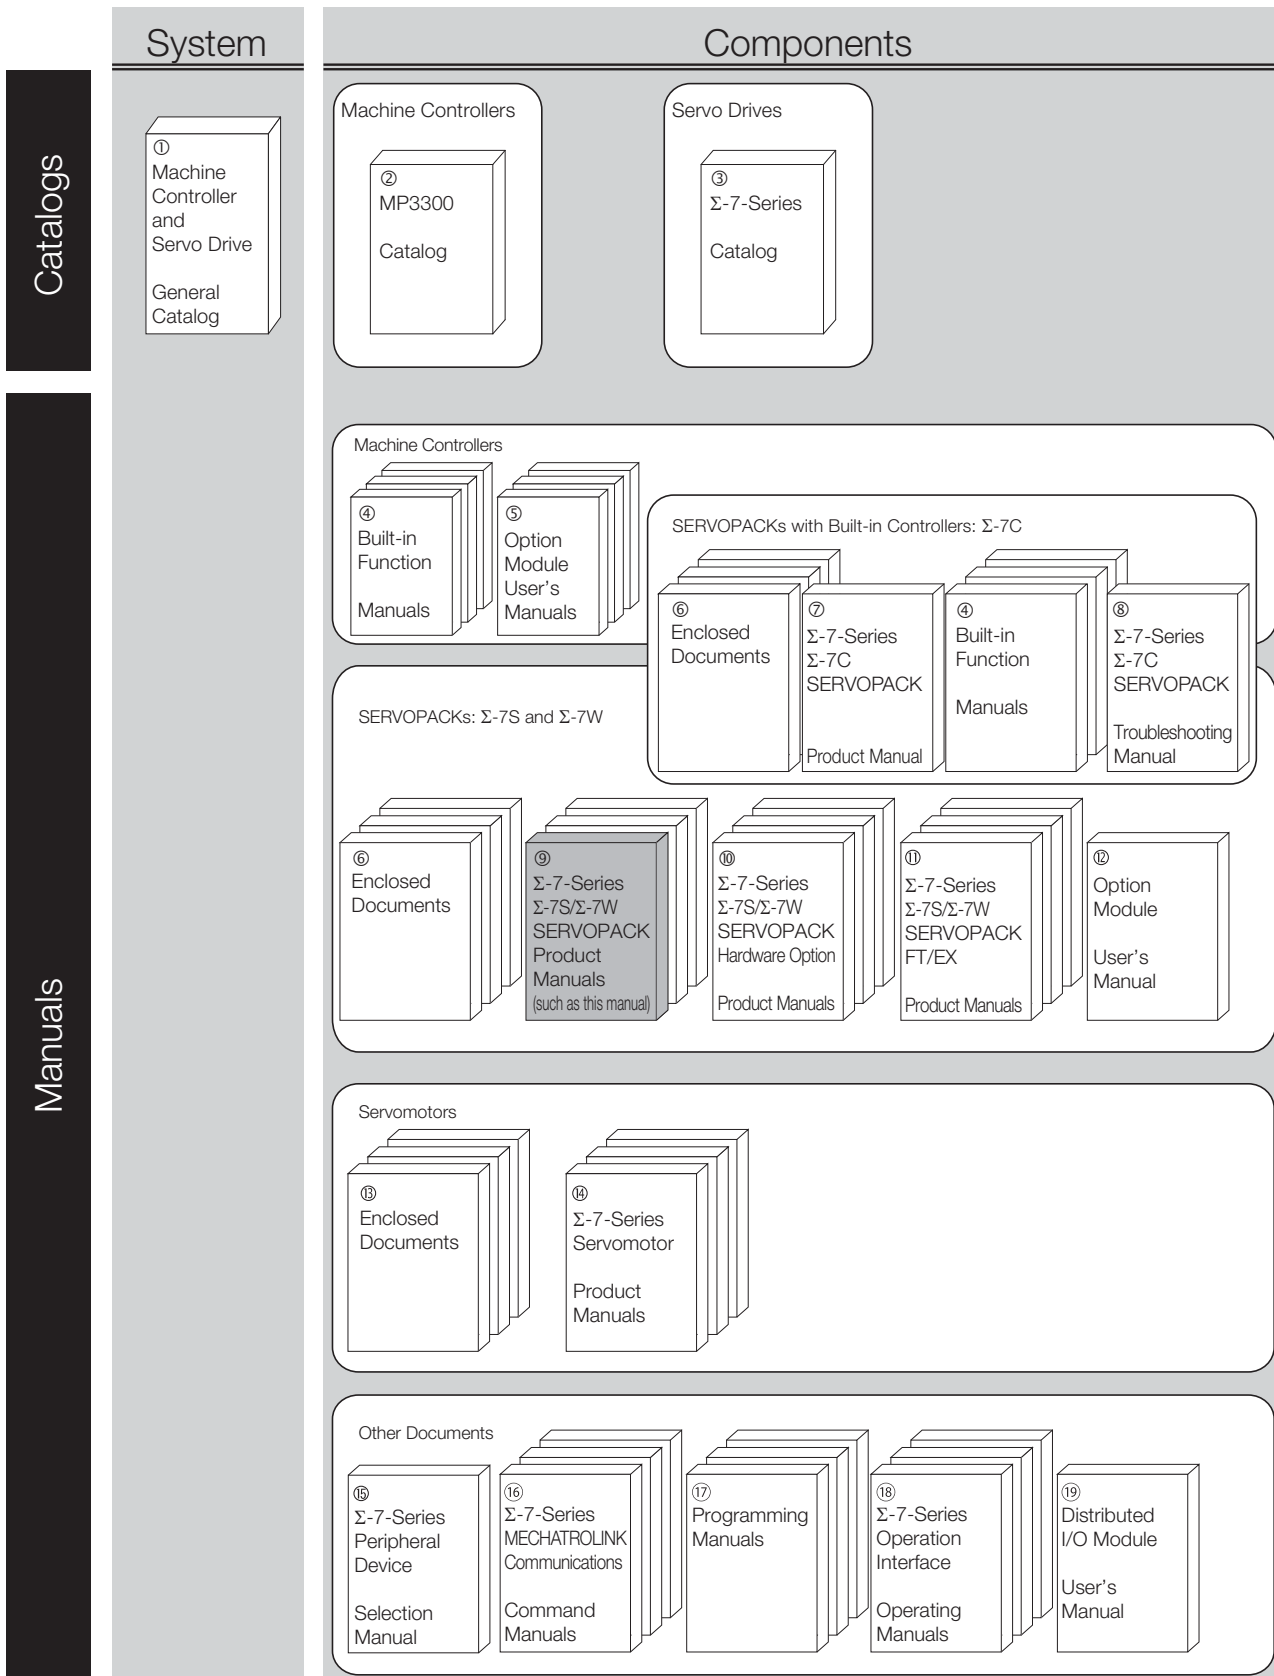 System
Components
Catalogs
①
Machine
Controller
and
Servo Drive
General
Catalog
Machine Controllers
②
MP3300
Catalog
Servo Drives
③
Σ-7-Series
Catalog
Manuals
Machine Controllers
④
Built-in
Function
Manuals
⑤
Option
Module
User's
Manuals
SERVOPACKs with Built-in Controllers: Σ-7C
⑥
Enclosed
Documents
⑦
Σ-7-Series
Σ-7C
SERVOPACK
Product Manual
④
Built-in
Function
Manuals
⑧
Σ-7-Series
Σ-7C
SERVOPACK
Troubleshooting
Manual
SERVOPACKs: Σ-7S and Σ-7W
⑥
Enclosed
Documents
⑨
Σ-7-Series
Σ-7S/Σ-7W
SERVOPACK
Product
Manuals
(such as this manual)
⑩
Σ-7-Series
Σ-7S/Σ-7W
SERVOPACK
Hardware Option
Product Manuals
⑪
Σ-7-Series
Σ-7S/Σ-7W
SERVOPACK
FT/EX
Product Manuals
⑫
Option
Module
User's
Manual
Servomotors
⑬
Enclosed
Documents
⑭
Σ-7-Series
Servomotor
Product
Manuals
Other Documents
⑮
Σ-7-Series
Peripheral
Device
Selection
Manual
⑯
Σ-7-Series
MECHATROLINK
Communications
Command
Manuals
⑰
Programming
Manuals
⑱
Σ-7-Series
Operation
Interface
Operating
Manuals
⑲
Distributed
I/O Module
User's
Manual